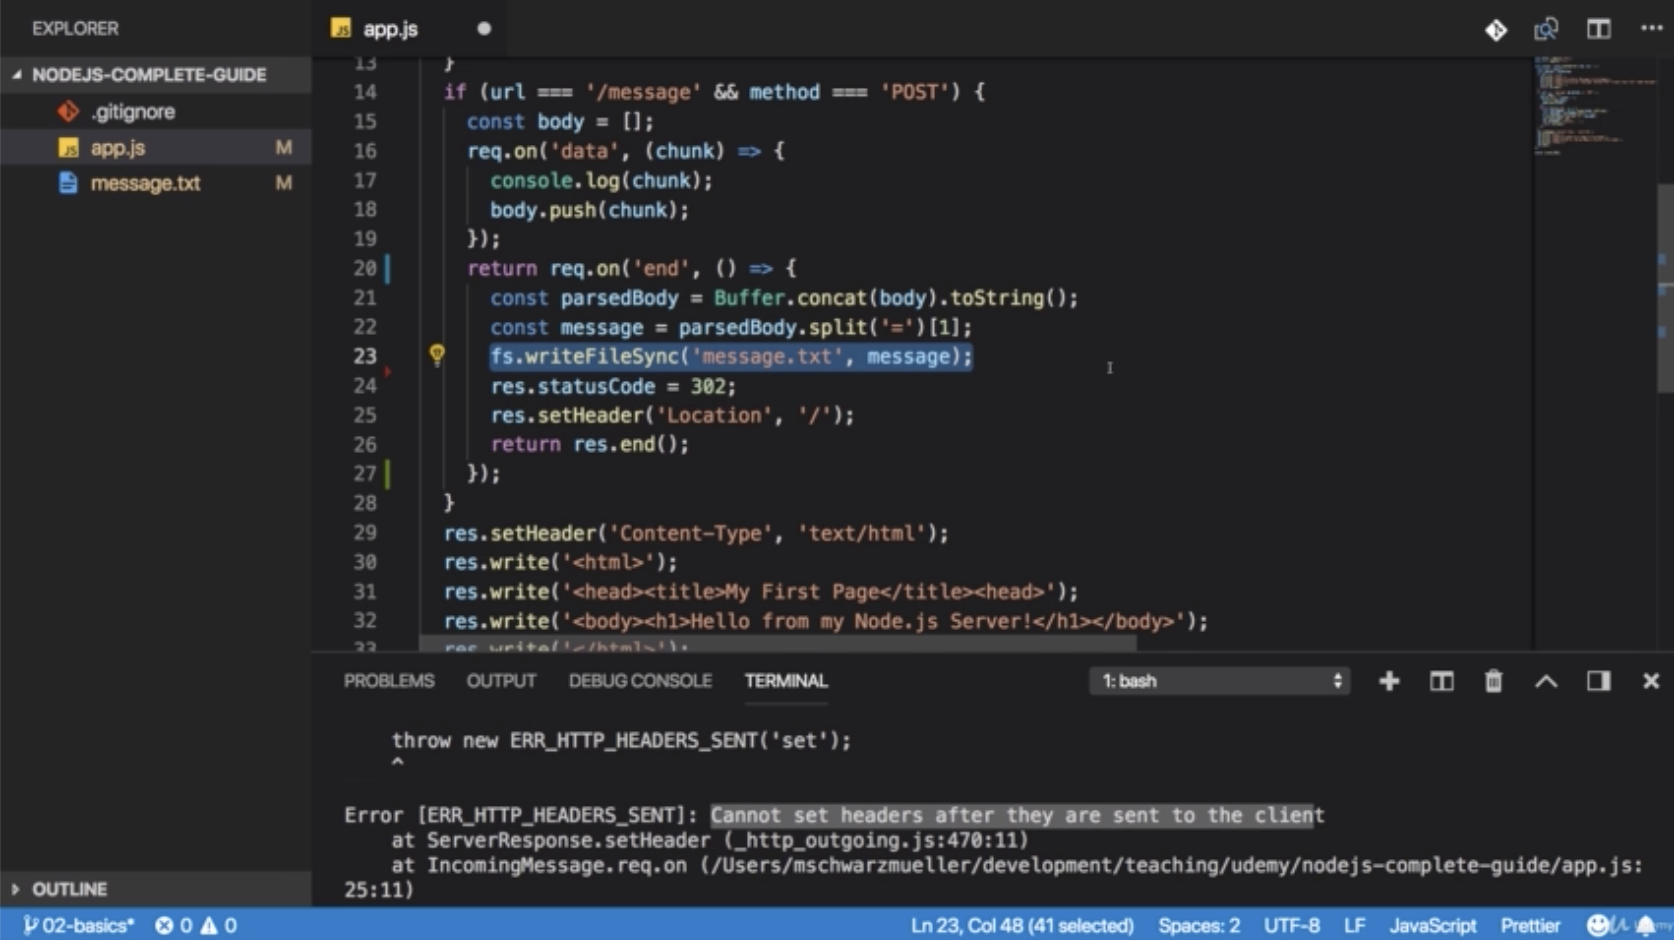 EXPLORER
NODEJS-COMPLETE-GUIDE
.gitignore
JS app.js M
message.txt M
OUTLINE
JS app.js
13 }
14 if (url === '/message' && method === 'POST') {
15 const body = [];
16 req.on('data', (chunk) => {
17 console.log(chunk);
18 body.push(chunk);
19 });
20 return req.on('end', () => {
21 const parsedBody = Buffer.concat(body).toString();
22 const message = parsedBody.split('=')[1];
23 fs.writeFileSync('message.txt', message);
24 res.statusCode = 302;
25 res.setHeader('Location', '/');
26 return res.end();
27 });
28 }
29 res.setHeader('Content-Type', 'text/html');
30 res.write('<html>');
31 res.write('<head><title>My First Page</title><head>');
32 res.write('<body><h1>Hello from my Node.js Server!</h1></body>');
33 res.write('</html>');
PROBLEMS OUTPUT DEBUG CONSOLE TERMINAL 1: bash
throw new ERR_HTTP_HEADERS_SENT('set');
^
Error [ERR_HTTP_HEADERS_SENT]: Cannot set headers after they are sent to the client
at ServerResponse.setHeader (_http_outgoing.js:470:11)
at IncomingMessage.req.on (/Users/mschwarzmueller/development/teaching/udemy/nodejs-complete-guide/app.js:
25:11)
02-basics* 0 0 Ln 23, Col 48 (41 selected) Spaces: 2 UTF-8 LF JavaScript Prettier